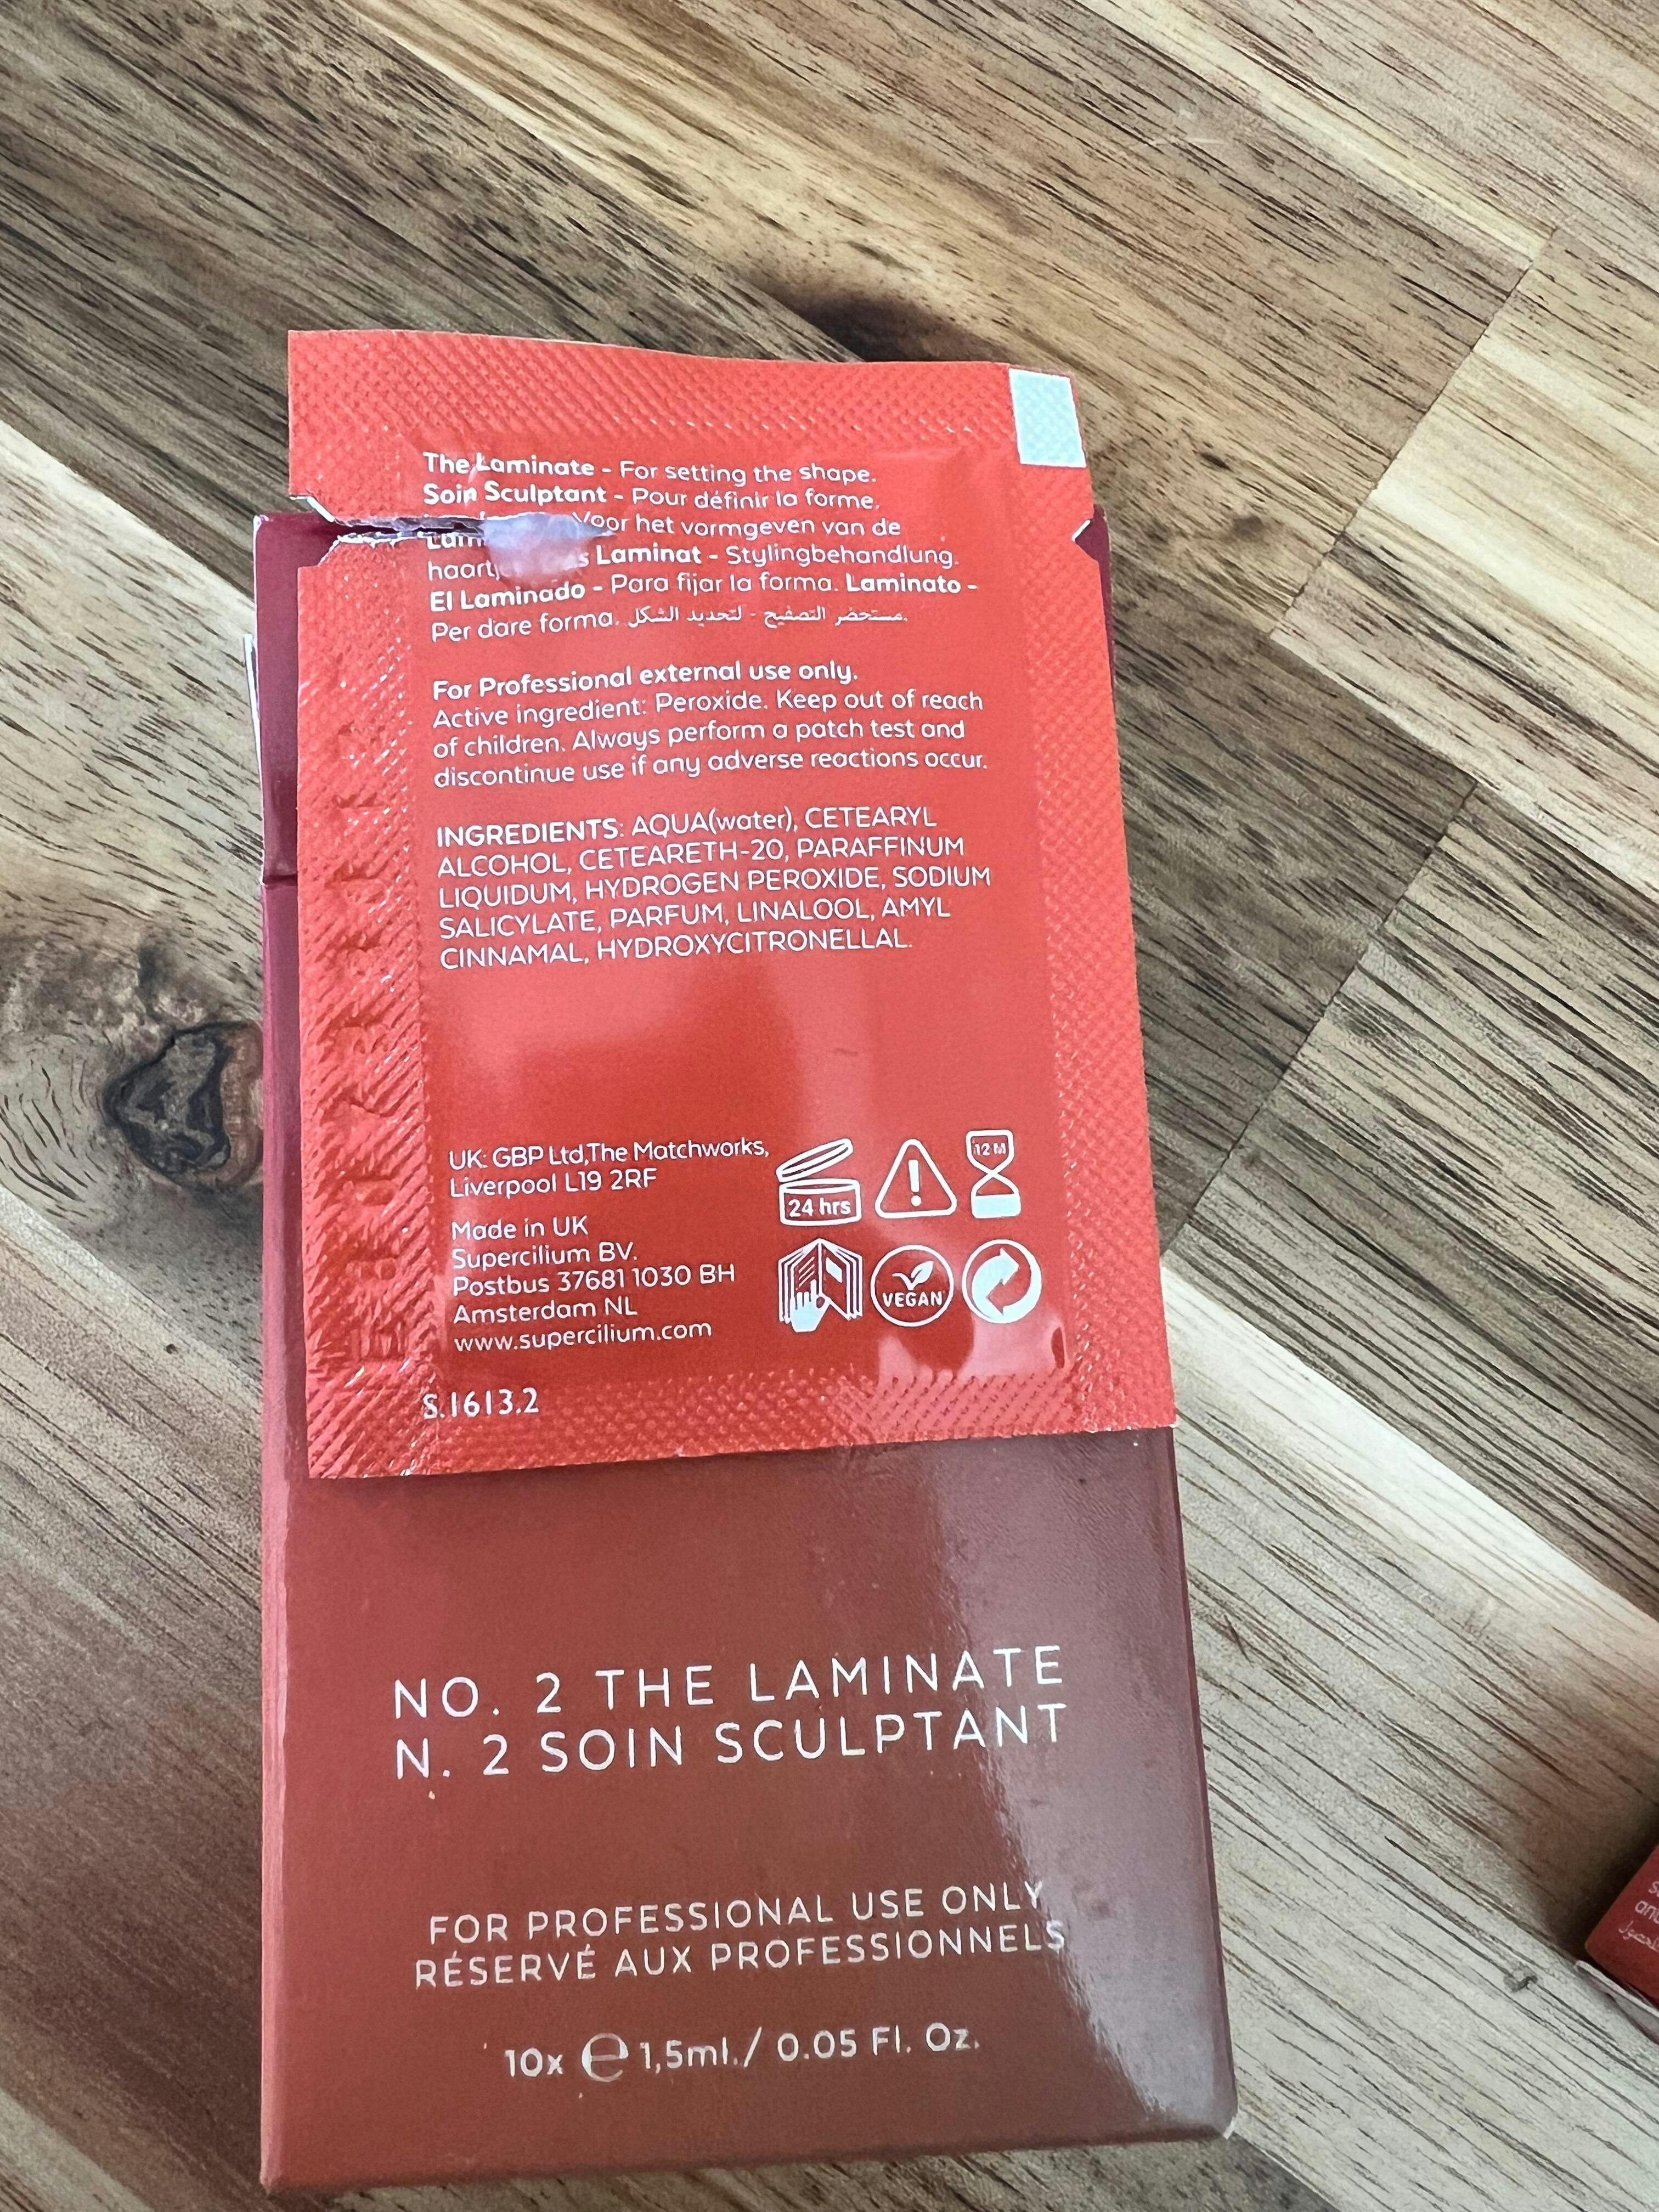 The Laminate - For setting the shape.
Soin Sculptant - Pour définir la forme.
Voor het vormgeven van de
Laminat - Stylingbehandlung.
El Laminado - Para fijar la forma. Laminato -
Per dare forma. مستحضر التصفيح - لتحديد الشكل.
For Professional external use only.
Active ingredient: Peroxide. Keep out of reach
of children. Always perform a patch test and
discontinue use if any adverse reactions occur.
INGREDIENTS: AQUA(water), CETEARYL
ALCOHOL, CETEARETH-20, PARAFFINUM
LIQUIDUM, HYDROGEN PEROXIDE, SODIUM
SALICYLATE, PARFUM, LINALOOL, AMYL
CINNAMAL, HYDROXYCITRONELLAL.
UK: GBP Ltd,The Matchworks,
Liverpool L19 2RF
Made in UK
Supercilium BV.
Postbus 37681 1030 BH
Amsterdam NL
www.supercilium.com
24 hrs
12 M
VEGAN
S.1613.2
NO. 2 THE LAMINATE
N. 2 SOIN SCULPTANT
FOR PROFESSIONAL USE ONLY
RÉSERVÉ AUX PROFESSIONNELS
10x e 1,5ml./ 0.05 Fl. Oz.